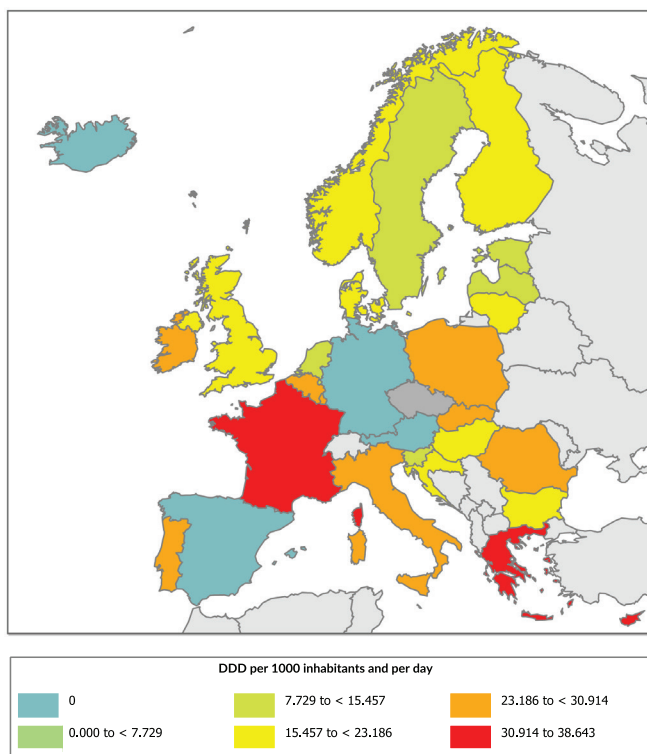 DDD per 1000 inhabitants and per day
0
7.729 to < 15.457
23.186 to < 30.914
0.000 to < 7.729
15.457 to < 23.186
30.914 to 38.643